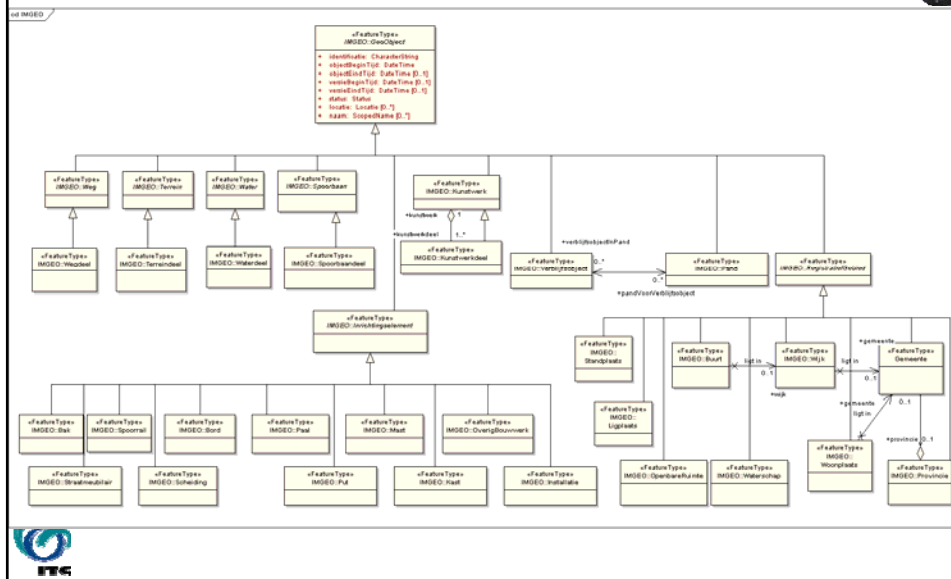 cd IMGEO
«FeatureType»
IMGEO::GeoObject
+ identificatie: CharacterString
+ objectBeginTijd: DateTime
+ objectEindTijd: DateTime [0..1]
+ versieBeginTijd: DateTime [0..1]
+ versieEindTijd: DateTime [0..1]
+ status: Status
+ locatie: Locatie [0..*]
+ naam: ScopedName [0..*]
«FeatureType»
IMGEO::Weg
«FeatureType»
IMGEO::Terrein
«FeatureType»
IMGEO::Water
«FeatureType»
IMGEO::Spoorbaan
«FeatureType»
IMGEO::Kunstwerk
+kunstwerk
1
+kunstwerkdeel
1..*
«FeatureType»
IMGEO::Wegdeel
«FeatureType»
IMGEO::Terreindeel
«FeatureType»
IMGEO::Waterdeel
«FeatureType»
IMGEO::Spoorbaandeel
«FeatureType»
IMGEO::Kunstwerkdeel
«FeatureType»
IMGEO::Verblijfsobject
+verblijfsobjectInPand
0..*
0..*
+pandVoorVerblijfsobject
«FeatureType»
IMGEO::Pand
«FeatureType»
IMGEO::RegistratiefGebied
«FeatureType»
IMGEO::Inrichtingselement
«FeatureType»
IMGEO::
Standplaats
«FeatureType»
IMGEO::Buurt
ligt in
0..1
+wijk
«FeatureType»
IMGEO::Wijk
ligt in
+gemeente
0..1
«FeatureType»
Gemeente
+gemeente
ligt in
0..1
+provincie
0..1
«FeatureType»
IMGEO::
Ligplaats
«FeatureType»
IMGEO::
Woonplaats
«FeatureType»
IMGEO::OpenbareRuimte
«FeatureType»
IMGEO::Waterschap
«FeatureType»
IMGEO::Provincie
«FeatureType»
IMGEO::Bak
«FeatureType»
IMGEO::Spoorrail
«FeatureType»
IMGEO::Bord
«FeatureType»
IMGEO::Paal
«FeatureType»
IMGEO::Mast
«FeatureType»
IMGEO::OverigBouwwerk
«FeatureType»
IMGEO::Straatmeubilair
«FeatureType»
IMGEO::Scheiding
«FeatureType»
IMGEO::Put
«FeatureType»
IMGEO::Kast
«FeatureType»
IMGEO::Installatie
ITC